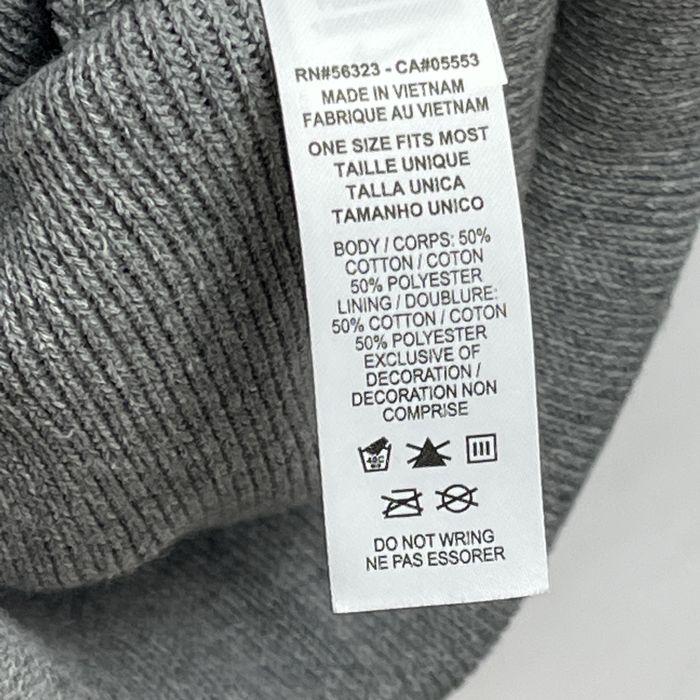 RN#56323 - CA#05553
MADE IN VIETNAM
FABRIQUE AU VIETNAM
ONE SIZE FITS MOST
TAILLE UNIQUE
TALLA UNICA
TAMANHO UNICO
BODY / CORPS: 50%
COTTON / COTON
50% POLYESTER
LINING / DOUBLURE:
50% COTTON / COTON
50% POLYESTER
EXCLUSIVE OF
DECORATION /
DECORATION NON
COMPRISE
40C
DO NOT WRING
NE PAS ESSORER